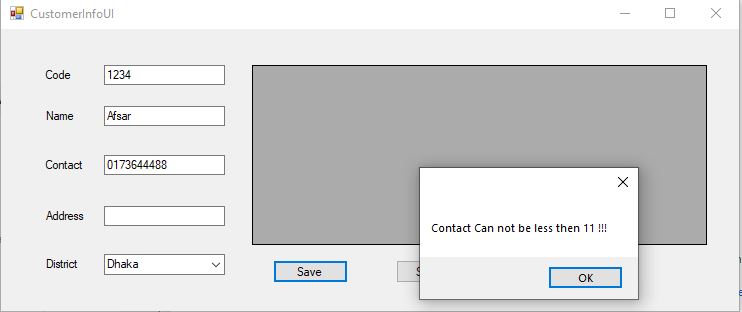 CustomerInfoUI
Code 1234
Name Afsar
Contact 0173644488
Address
District Dhaka
Save
Contact Can not be less then 11 !!!
OK